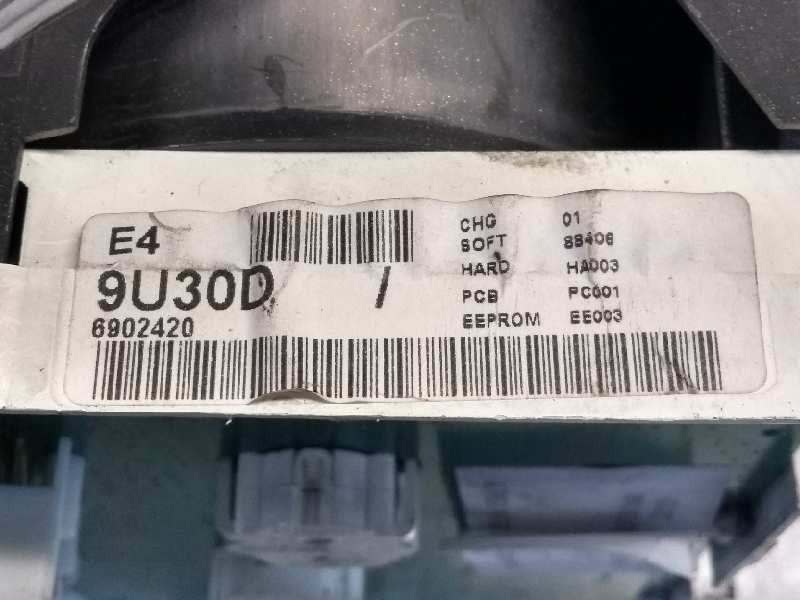 E4
9U30D /
6902420
CHG 01
SOFT 88406
HARD HA003
PCB PC001
EEPROM EE003